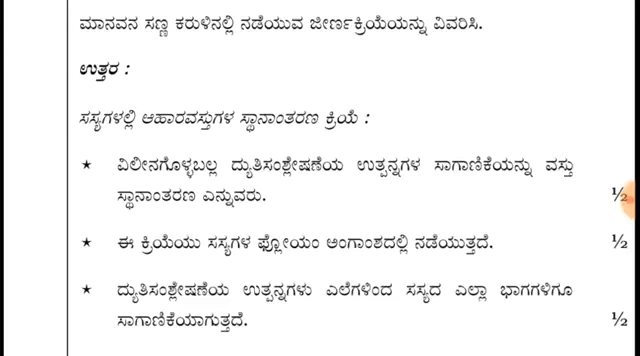 ಮಾನವನ ಸಣ್ಣ ಕರುಳಿನಲ್ಲಿ ನಡೆಯುವ ಜೀರ್ಣಕ್ರಿಯೆಯನ್ನು ವಿವರಿಸಿ.
ಉತ್ತರ :
ಸಸ್ಯಗಳಲ್ಲಿ ಆಹಾರವಸ್ತುಗಳ ಸ್ಥಾನಾಂತರಣ ಕ್ರಿಯೆ :
★ ವಿಲೀನಗೊಳ್ಳಬಲ್ಲ ದ್ಯುತಿಸಂಶ್ಲೇಷಣೆಯ ಉತ್ಪನ್ನಗಳ ಸಾಗಾಣಿಕೆಯನ್ನು ವಸ್ತು
ಸ್ಥಾನಾಂತರಣ ಎನ್ನುವರು. ½
★ ಈ ಕ್ರಿಯೆಯು ಸಸ್ಯಗಳ ಫ್ಲೋಯಂ ಅಂಗಾಂಶದಲ್ಲಿ ನಡೆಯುತ್ತದೆ. ½
★ ದ್ಯುತಿಸಂಶ್ಲೇಷಣೆಯ ಉತ್ಪನ್ನಗಳು ಎಲೆಗಳಿಂದ ಸಸ್ಯದ ಎಲ್ಲಾ ಭಾಗಗಳಿಗೂ
ಸಾಗಾಣಿಕೆಯಾಗುತ್ತದೆ. ½